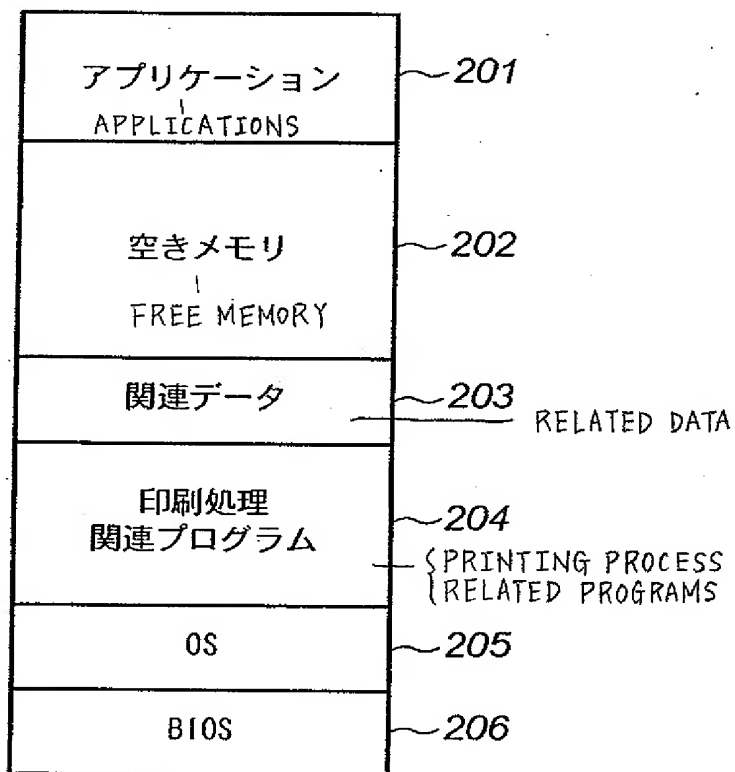 アプリケーション
201
APPLICATIONS
空きメモリ
202
FREE MEMORY
関連データ
203
RELATED DATA
印刷処理
関連プログラム
204
PRINTING PROCESS
RELATED PROGRAMS
OS
205
BIOS
206